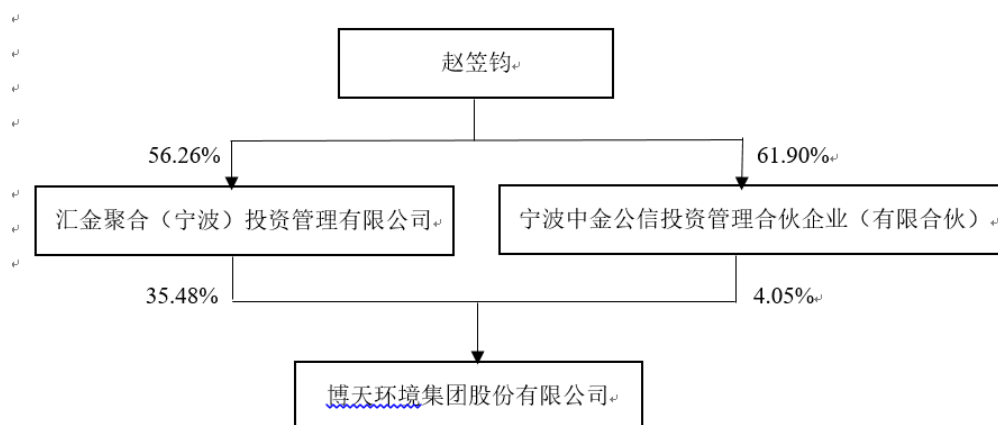 赵笠钧
56.26%
61.90%
汇金聚合（宁波）投资管理有限公司
宁波中金公信投资管理合伙企业（有限合伙）
35.48%
4.05%
博天环境集团股份有限公司